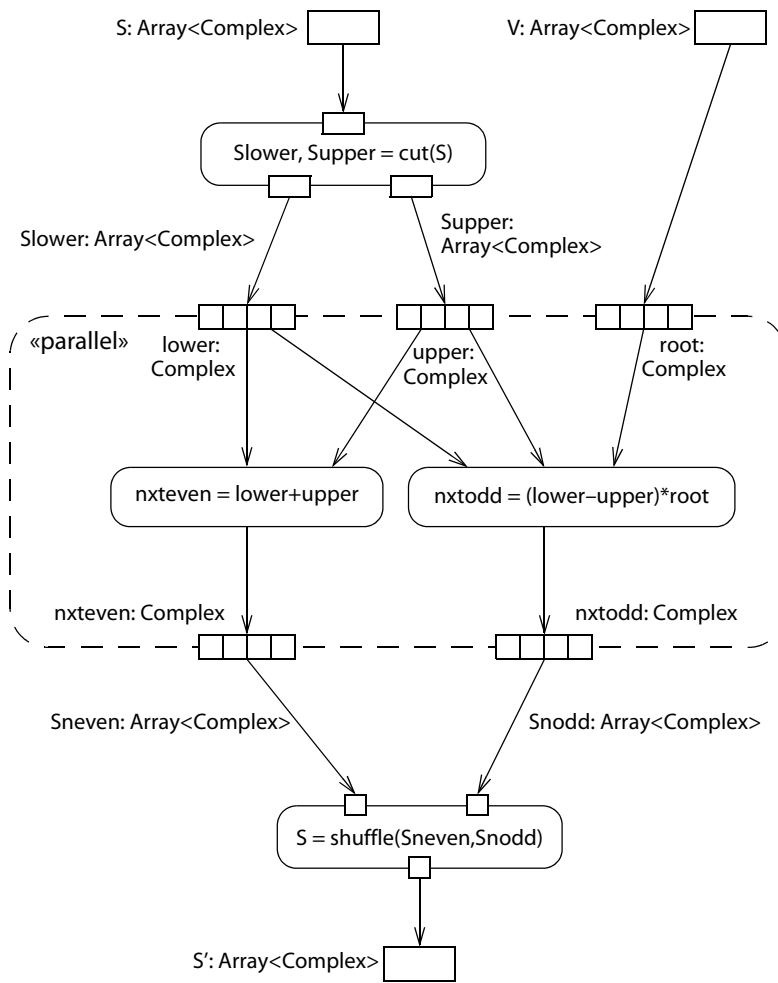 S: Array<Complex>
V: Array<Complex>
Slower, Supper = cut(S)
Slower: Array<Complex>
Supper:
Array<Complex>
«parallel»
lower:
Complex
upper:
Complex
root:
Complex
nxteven = lower+upper
nxtodd = (lower–upper)*root
nxteven: Complex
nxtodd: Complex
Sneven: Array<Complex>
Snodd: Array<Complex>
S = shuffle(Sneven,Snodd)
S’: Array<Complex>